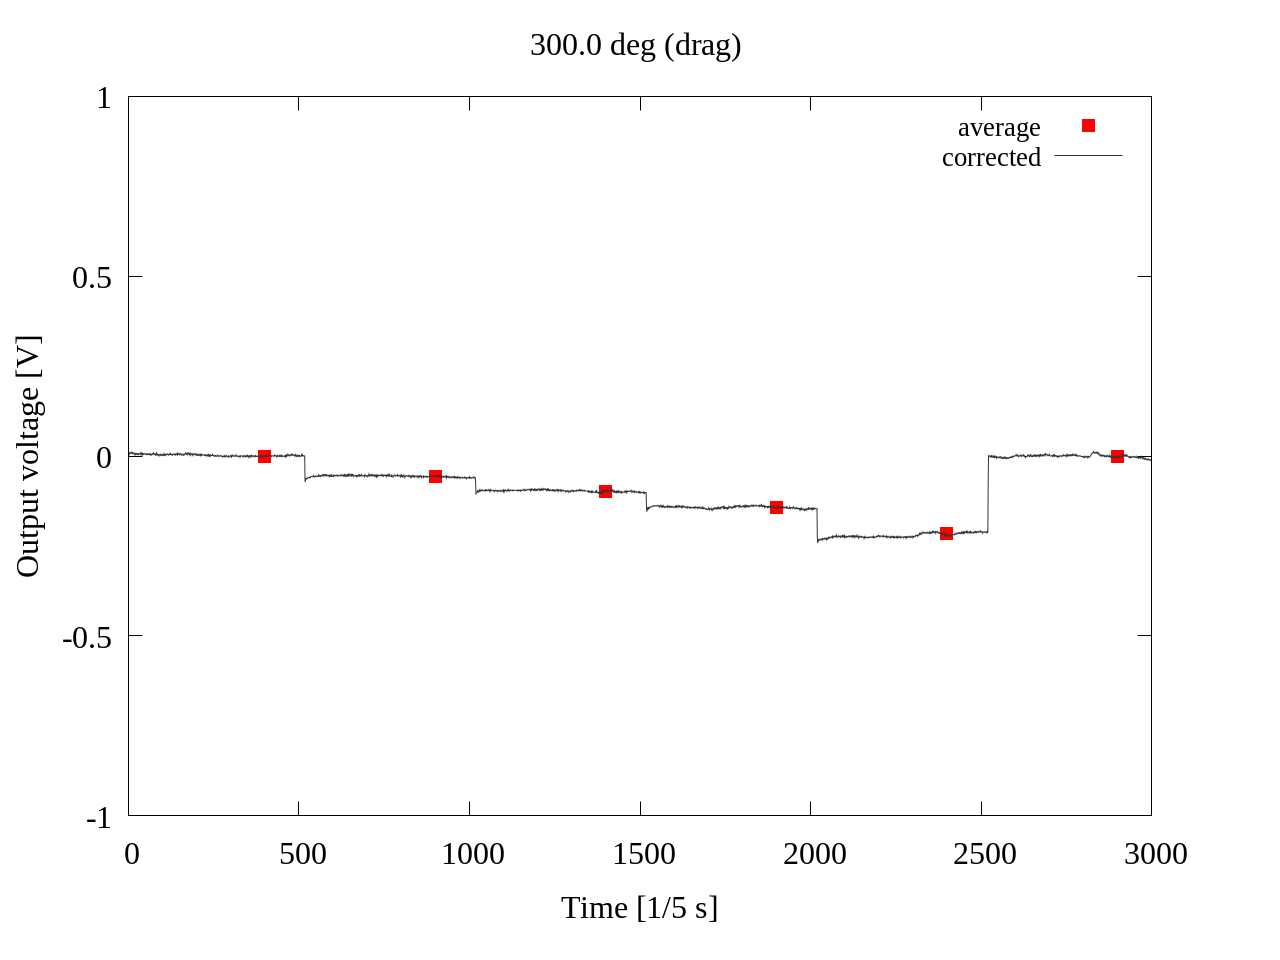 300.0 deg (drag)
1
average
corrected
0.5
0
-0.5
-1
Output voltage [V]
0 500 1000 1500 2000 2500 3000
Time [1/5 s]